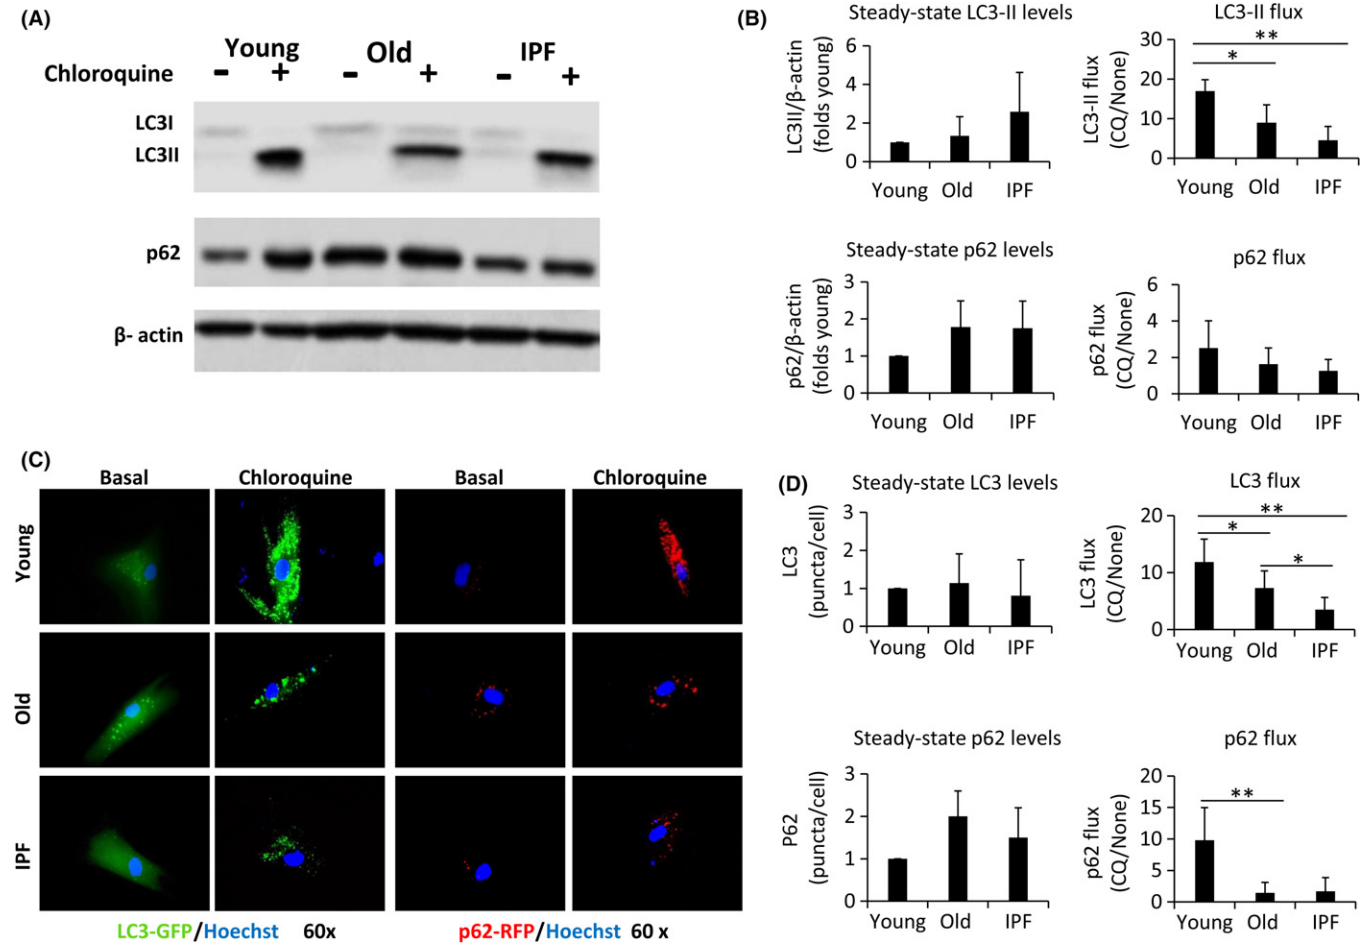 (A)
Young Old IPF
Chloroquine - + - + - +
LC3I
LC3II
p62
β- actin
(B)
Steady-state LC3-II levels
LC3II/β-actin
(folds young)
6
4
2
0
Young Old IPF
LC3-II flux
LC3-II flux
(CQ/None)
30
20
10
0
**
*
Young Old IPF
Steady-state p62 levels
p62/β-actin
(folds young)
3
2
1
0
Young Old IPF
p62 flux
p62 flux
(CQ/None)
6
4
2
0
Young Old IPF
(C)
Basal Chloroquine Basal Chloroquine
Young
Old
IPF
LC3-GFP/Hoechst 60x
p62-RFP/Hoechst 60 x
(D)
Steady-state LC3 levels
LC3
(puncta/cell)
3
2
1
0
Young Old IPF
LC3 flux
LC3 flux
(CQ/None)
20
10
0
**
*
*
Young Old IPF
Steady-state p62 levels
P62
(puncta/cell)
3
2
1
0
Young Old IPF
p62 flux
p62 flux
(CQ/None)
20
15
10
5
0
**
Young Old IPF